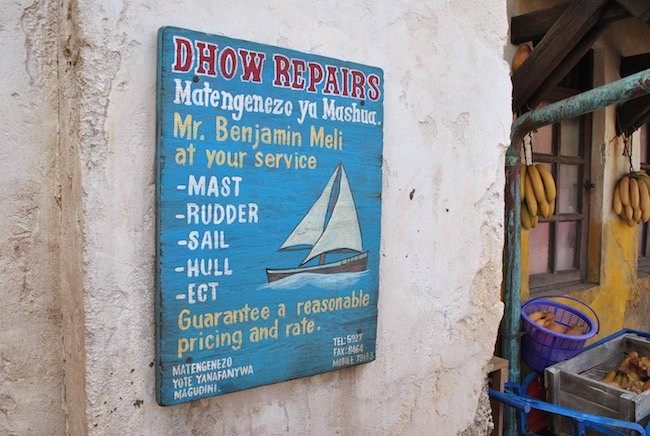 DHOW REPAIRS
Matengenezo ya Mashua.
Mr. Benjamin Meli
at your service
-MAST
-RUDDER
-SAIL
-HULL
-ECT
Guarantee a reasonable
pricing and rate.
TEL: 5927
FAX: 8464
MOBILE
MATENGENEZO
YOTE YANAFANYWA
MAGUDINI.